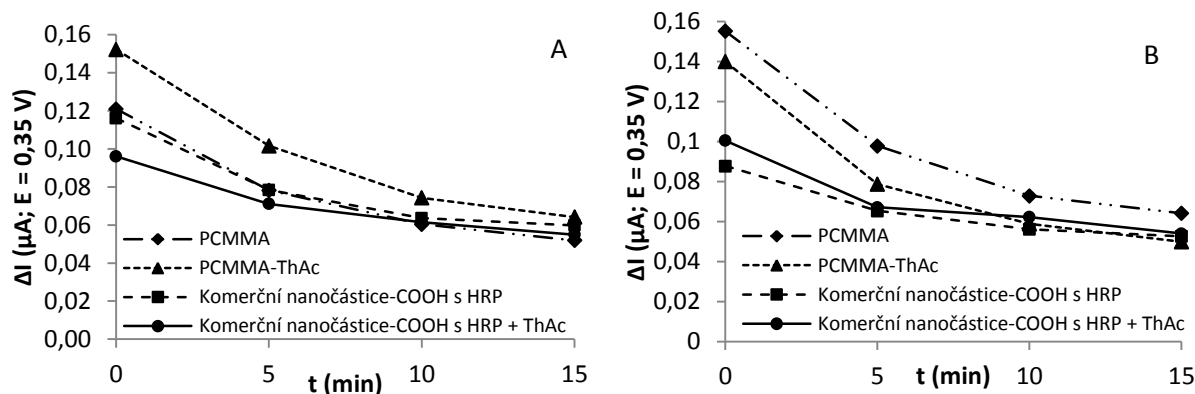 A
ΔI (µA; E = 0,35 V)
0,16
0,14
0,12
0,10
0,08
0,06
0,04
0,02
0,00
PCMMA
PCMMA-ThAc
Komerční nanočástice-COOH s HRP
Komerční nanočástice-COOH s HRP + ThAc
0
5
10
15
t (min)
B
ΔI (µA; E = 0,35 V)
0,16
0,14
0,12
0,1
0,08
0,06
0,04
0,02
0
PCMMA
PCMMA-ThAc
Komerční nanočástice-COOH s HRP
Komerční nanočástice-COOH s HRP + ThAc
0
5
10
15
t (min)